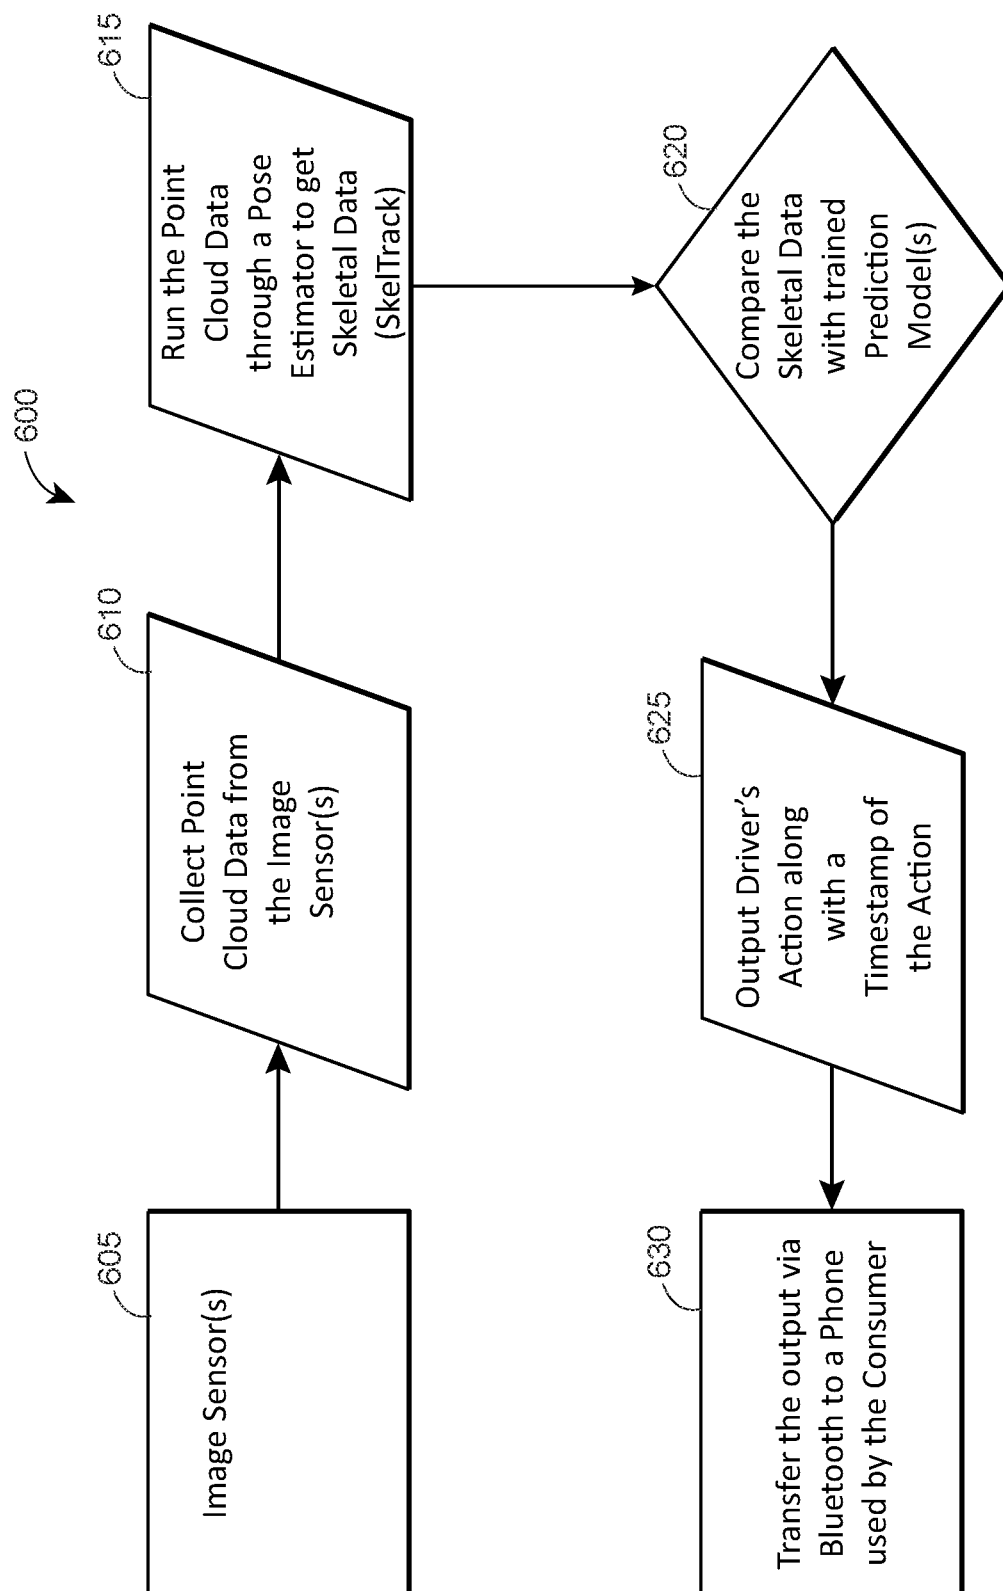 600
605
Image Sensor(s)
610
Collect Point
Cloud Data from
the Image
Sensor(s)
615
Run the Point
Cloud Data
through a Pose
Estimator to get
Skeletal Data
(SkelTrack)
620
Compare the
Skeletal Data
with trained
Prediction
Model(s)
625
Output Driver's
Action along
with a
Timestamp of
the Action
630
Transfer the output via
Bluetooth to a Phone
used by the Consumer